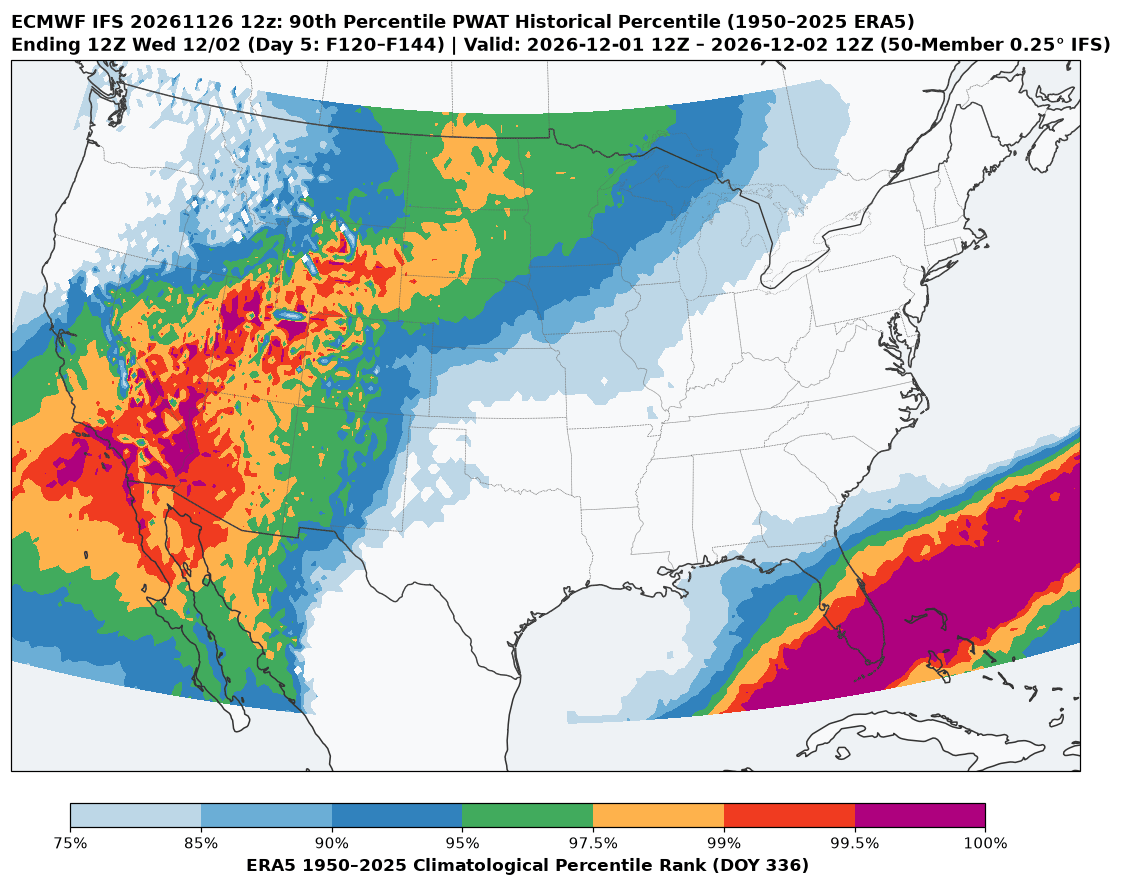 ECMWF IFS 20261126 12z: 90th Percentile PWAT Historical Percentile (1950–2025 ERA5)
Ending 12Z Wed 12/02 (Day 5: F120–F144) | Valid: 2026-12-01 12Z – 2026-12-02 12Z (50-Member 0.25° IFS)
75% 85% 90% 95% 97.5% 99% 99.5% 100%
ERA5 1950–2025 Climatological Percentile Rank (DOY 336)